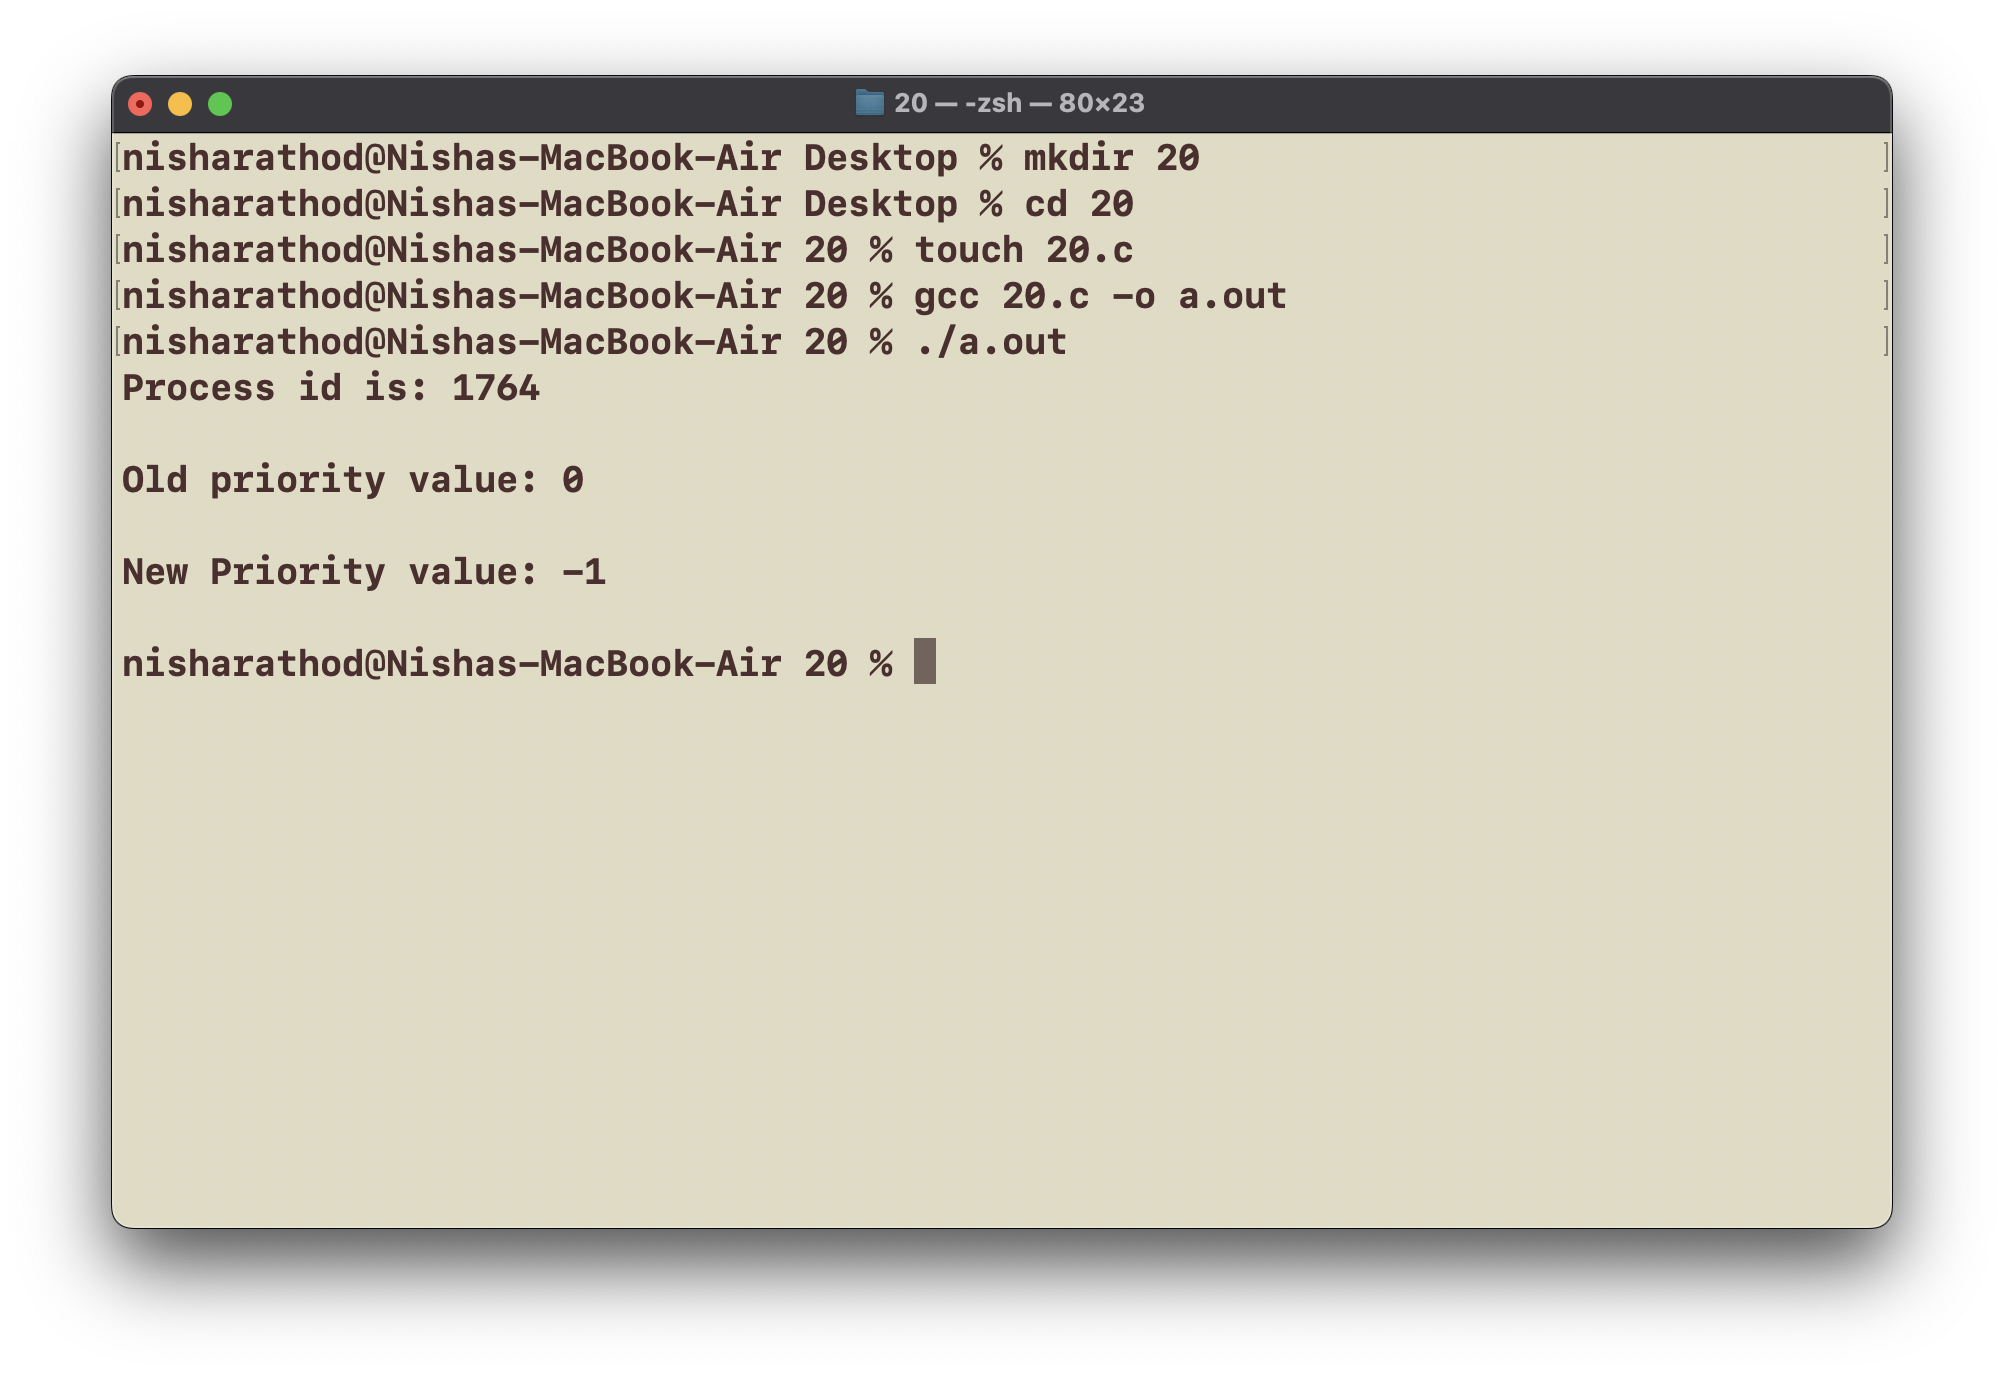 20 — -zsh — 80×23
[nisharathod@Nishas-MacBook-Air Desktop % mkdir 20 ]
[nisharathod@Nishas-MacBook-Air Desktop % cd 20 ]
[nisharathod@Nishas-MacBook-Air 20 % touch 20.c ]
[nisharathod@Nishas-MacBook-Air 20 % gcc 20.c -o a.out ]
[nisharathod@Nishas-MacBook-Air 20 % ./a.out ]
Process id is: 1764
Old priority value: 0
New Priority value: -1
nisharathod@Nishas-MacBook-Air 20 %